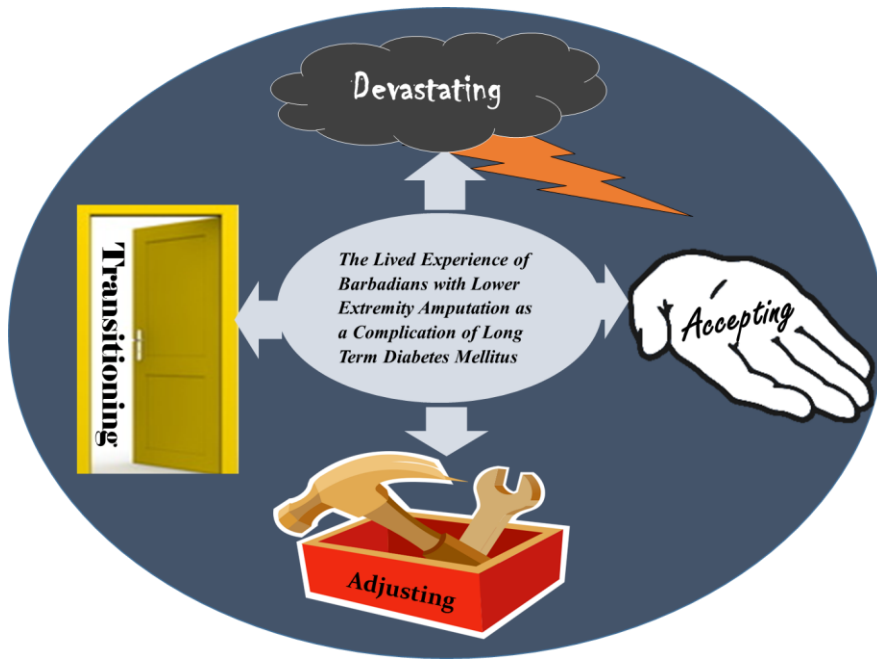 Devastating
Transitioning
The Lived Experience of
Barbadians with Lower
Extremity Amputation as
a Complication of Long
Term Diabetes Mellitus
Accepting
Adjusting